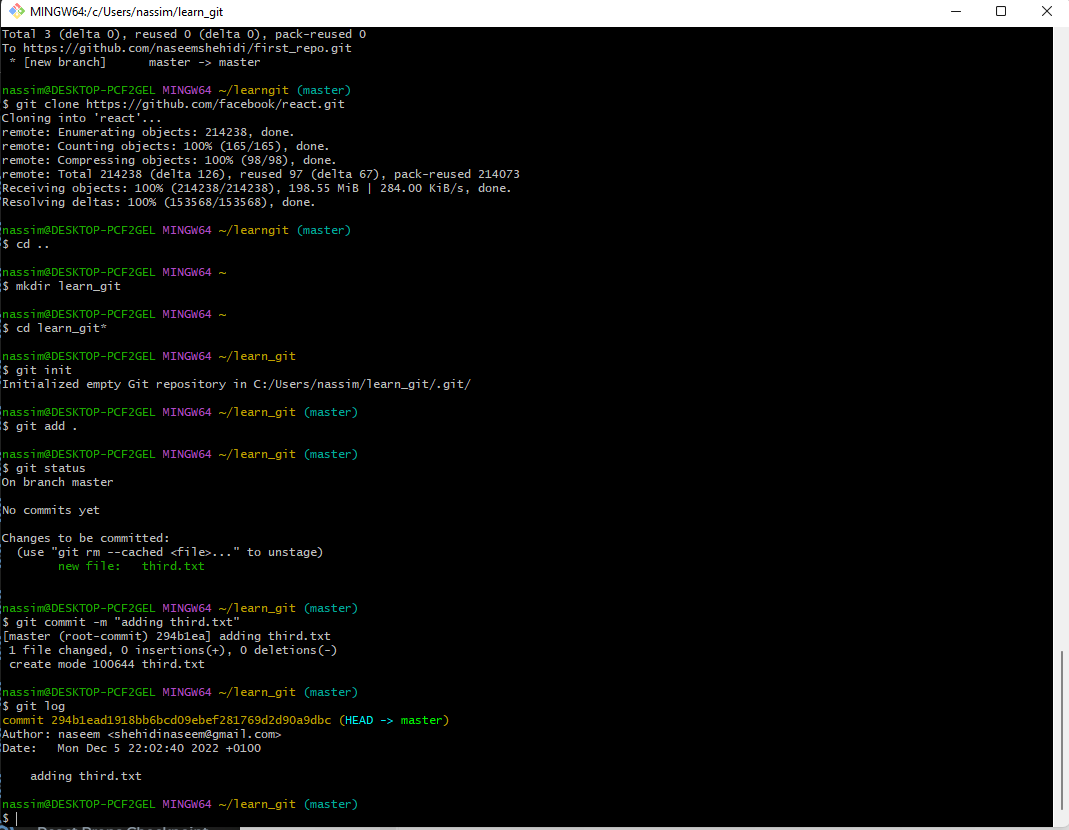 MINGW64:/c/Users/nassim/learn_git
Total 3 (delta 0), reused 0 (delta 0), pack-reused 0
To https://github.com/naseemshehidi/first_repo.git
 * [new branch]      master -> master
nassim@DESKTOP-PCF2GEL MINGW64 ~/learngit (master)
$ git clone https://github.com/facebook/react.git
Cloning into 'react'...
remote: Enumerating objects: 214238, done.
remote: Counting objects: 100% (165/165), done.
remote: Compressing objects: 100% (98/98), done.
remote: Total 214238 (delta 126), reused 97 (delta 67), pack-reused 214073
Receiving objects: 100% (214238/214238), 198.55 MiB | 284.00 KiB/s, done.
Resolving deltas: 100% (153568/153568), done.
nassim@DESKTOP-PCF2GEL MINGW64 ~/learngit (master)
$ cd ..
nassim@DESKTOP-PCF2GEL MINGW64 ~
$ mkdir learn_git
nassim@DESKTOP-PCF2GEL MINGW64 ~
$ cd learn_git*
nassim@DESKTOP-PCF2GEL MINGW64 ~/learn_git
$ git init
Initialized empty Git repository in C:/Users/nassim/learn_git/.git/
nassim@DESKTOP-PCF2GEL MINGW64 ~/learn_git (master)
$ git add .
nassim@DESKTOP-PCF2GEL MINGW64 ~/learn_git (master)
$ git status
On branch master
No commits yet
Changes to be committed:
  (use "git rm --cached <file>..." to unstage)
        new file:   third.txt
nassim@DESKTOP-PCF2GEL MINGW64 ~/learn_git (master)
$ git commit -m "adding third.txt"
[master (root-commit) 294b1ea] adding third.txt
 1 file changed, 0 insertions(+), 0 deletions(-)
 create mode 100644 third.txt
nassim@DESKTOP-PCF2GEL MINGW64 ~/learn_git (master)
$ git log
commit 294b1ead1918bb6bcd09ebef281769d2d90a9dbc (HEAD -> master)
Author: naseem <shehidinaseem@gmail.com>
Date:   Mon Dec 5 22:02:40 2022 +0100
    adding third.txt
nassim@DESKTOP-PCF2GEL MINGW64 ~/learn_git (master)
$